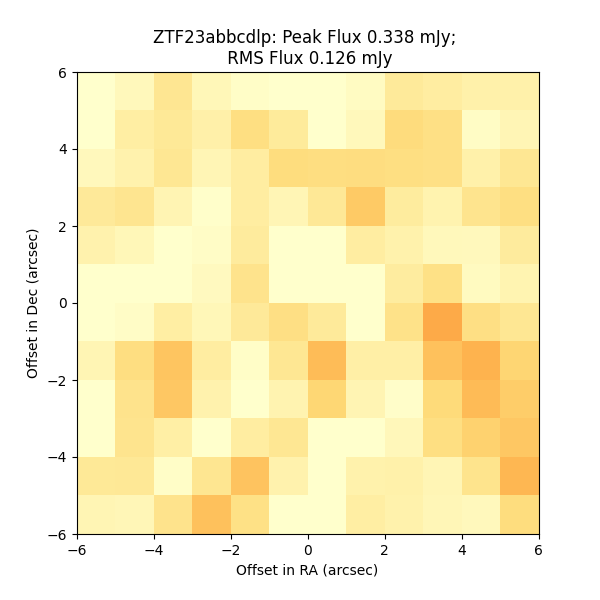 ZTF23abbcdlp: Peak Flux 0.338 mJy;
RMS Flux 0.126 mJy
6
4
2
0
−2
−4
−6
Offset in Dec (arcsec)
−6 −4 −2 0 2 4 6
Offset in RA (arcsec)